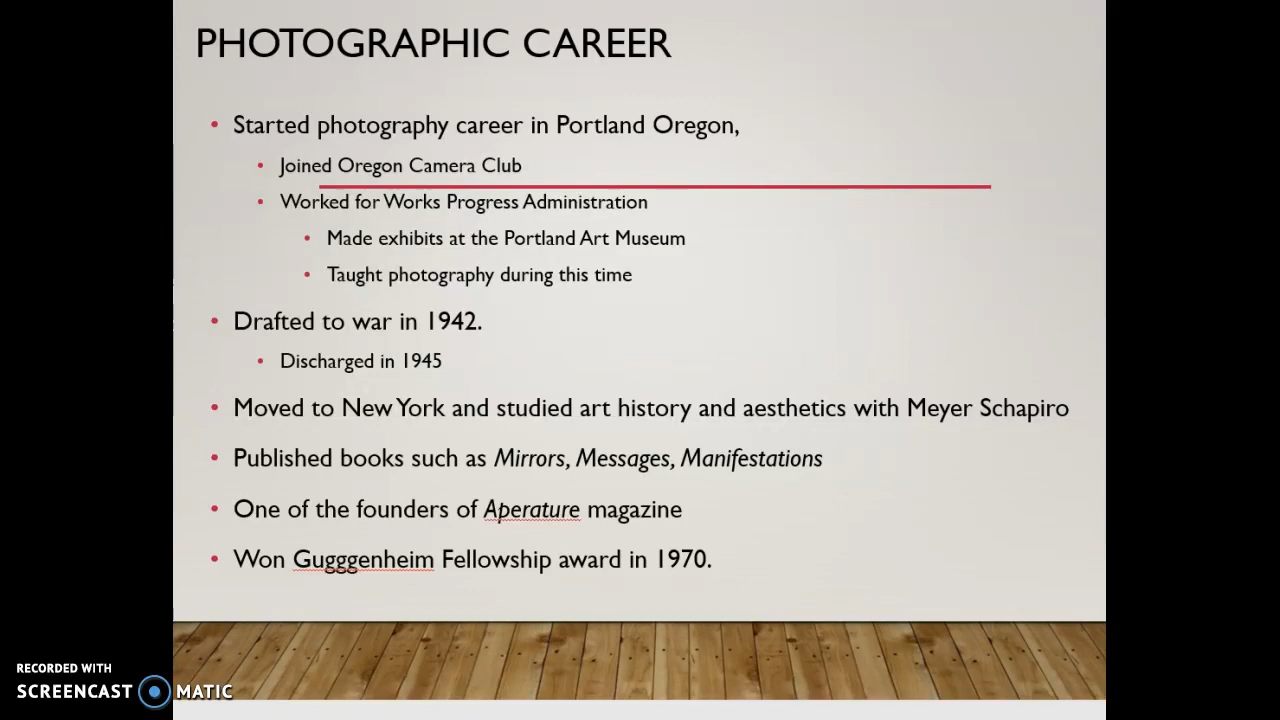 PHOTOGRAPHIC CAREER
• Started photography career in Portland Oregon,
• Joined Oregon Camera Club
• Worked for Works Progress Administration
• Made exhibits at the Portland Art Museum
• Taught photography during this time
• Drafted to war in 1942.
• Discharged in 1945
• Moved to New York and studied art history and aesthetics with Meyer Schapiro
• Published books such as Mirrors, Messages, Manifestations
• One of the founders of Aperature magazine
• Won Gugggenheim Fellowship award in 1970.
RECORDED WITH
SCREENCAST MATIC